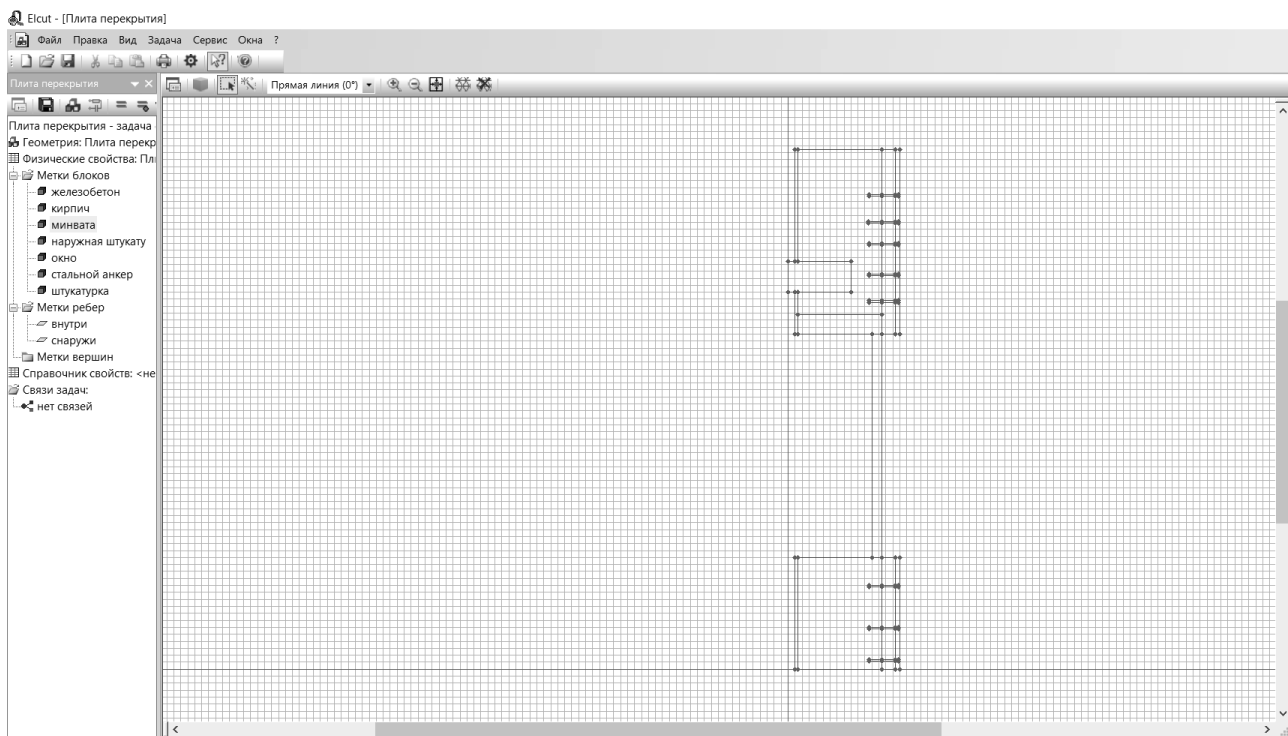 Elcut - [Плита перекрытия]
Файл Правка Вид Задача Сервис Окна ?
Плита перекрытия
Прямая линия (0°)
Плита перекрытия - задача
Геометрия: Плита перекр
Физические свойства: Пл
Метки блоков
железобетон
кирпич
минвата
наружная штукату
окно
стальной анкер
штукатурка
Метки ребер
внутри
снаружи
Метки вершин
Справочник свойств: <не
Связи задач:
нет связей